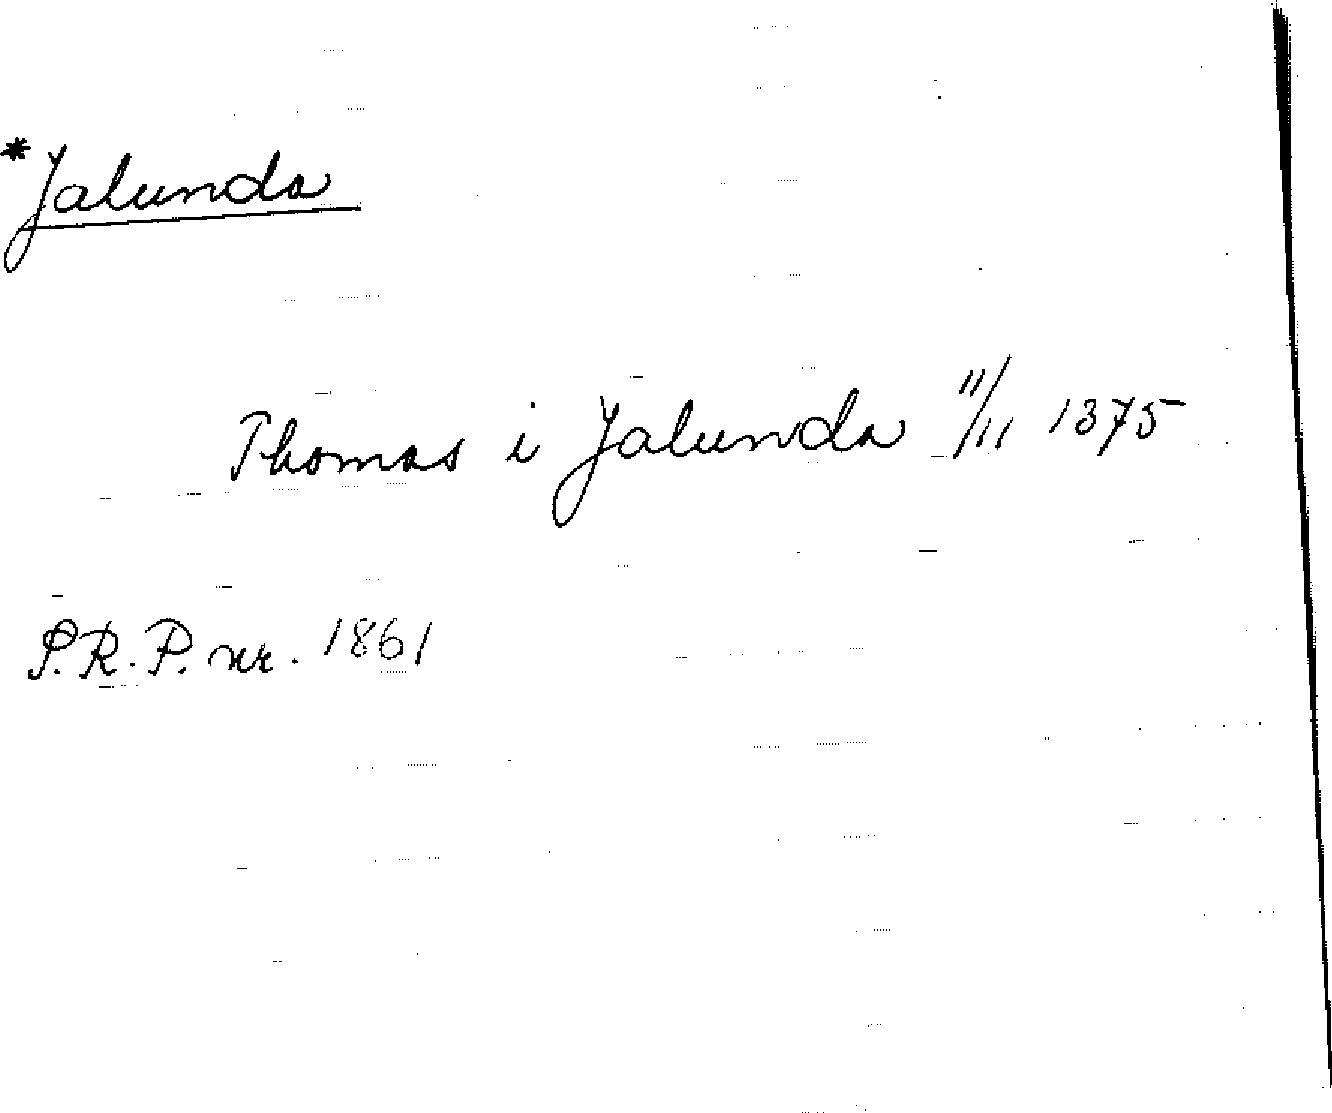 *Jalunda
Thomas i Jalunda 11/11 1375
S.R.P. nr. 1861